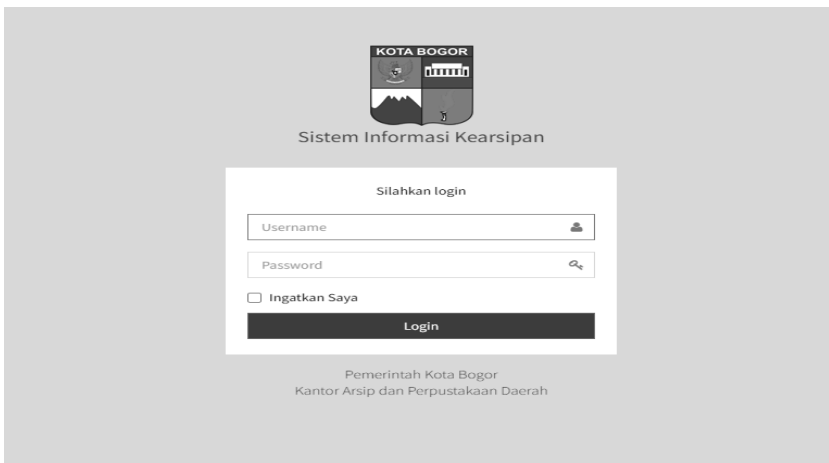 KOTA BOGOR
Sistem Informasi Kearsipan
Silahkan login
Username
Password
Ingatkan Saya
Login
Pemerintah Kota Bogor
Kantor Arsip dan Perpustakaan Daerah